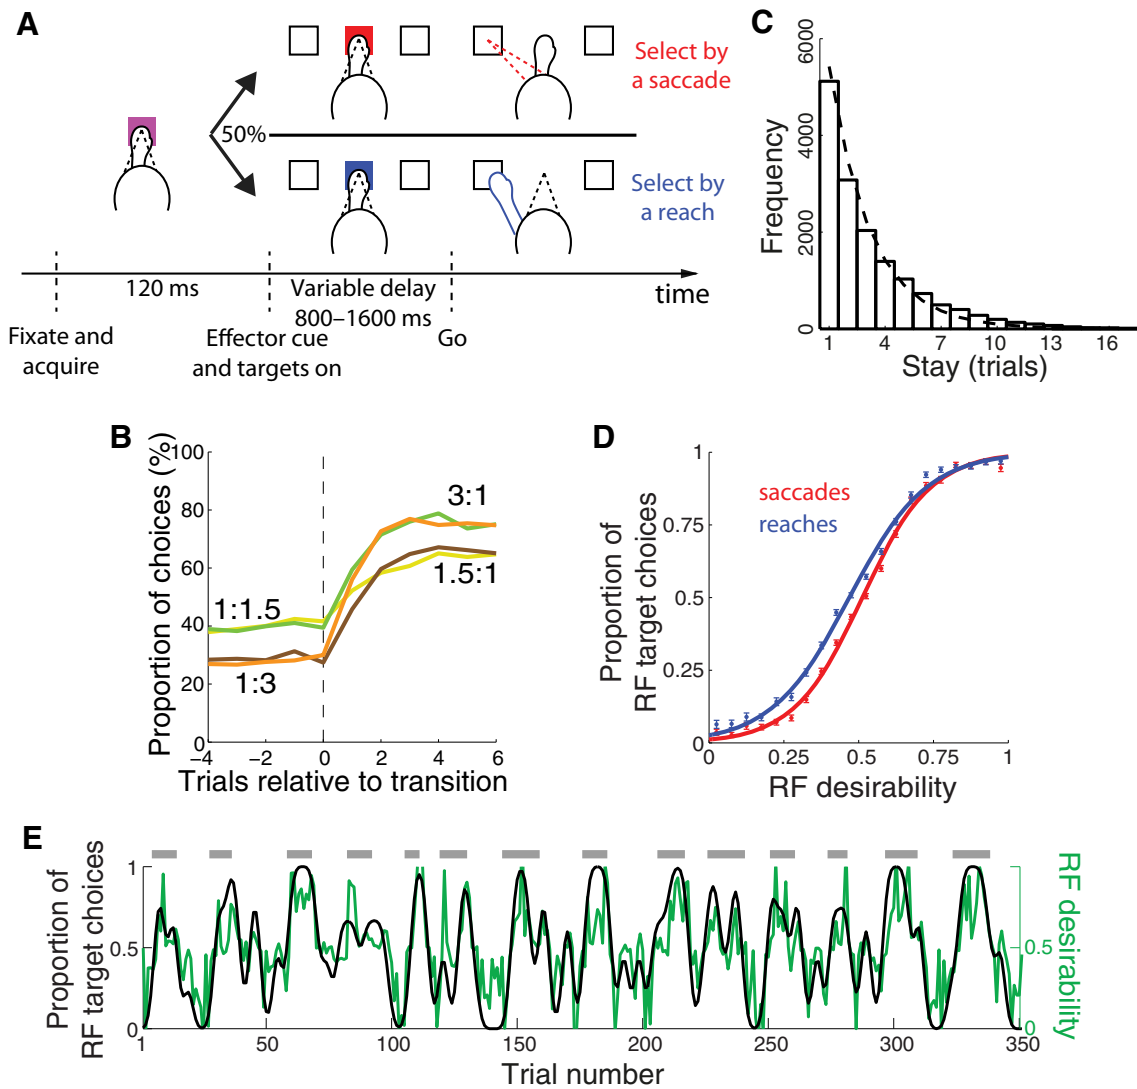 A
50%
Select by
a saccade
Select by
a reach
120 ms
Variable delay
800–1600 ms
time
Fixate and
acquire
Effector cue
and targets on
Go
C
Frequency
6000
4000
2000
0
1 4 7 10 13 16
Stay (trials)
B
Proportion of choices (%)
100
80
60
40
20
0
3:1
1.5:1
1:1.5
1:3
−4 −2 0 2 4 6
Trials relative to transition
D
Proportion of
RF target choices
1
0.75
0.5
0.25
0
saccades
reaches
0 0.25 0.5 0.75 1
RF desirability
E
Proportion of
RF target choices
1
0.5
0
RF desirability
0.5
0
1 50 100 150 200 250 300 350
Trial number